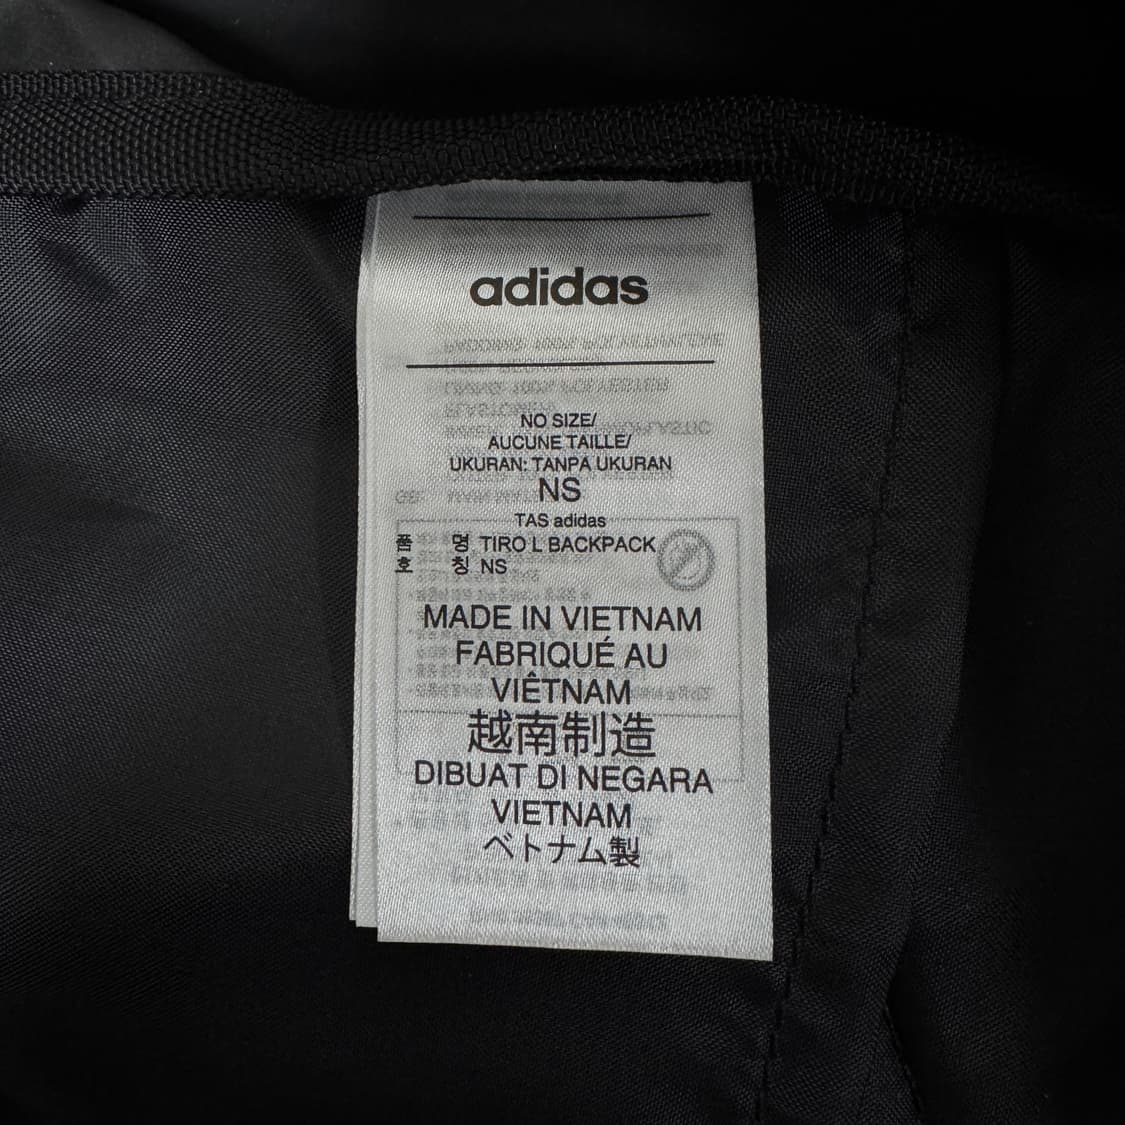 adidas
NO SIZE/
AUCUNE TAILLE/
UKURAN: TANPA UKURAN
NS
TAS adidas
품 명 TIRO L BACKPACK
호 칭 NS
MADE IN VIETNAM
FABRIQUÉ AU
VIÊTNAM
越南制造
DIBUAT DI NEGARA
VIETNAM
ベトナム製